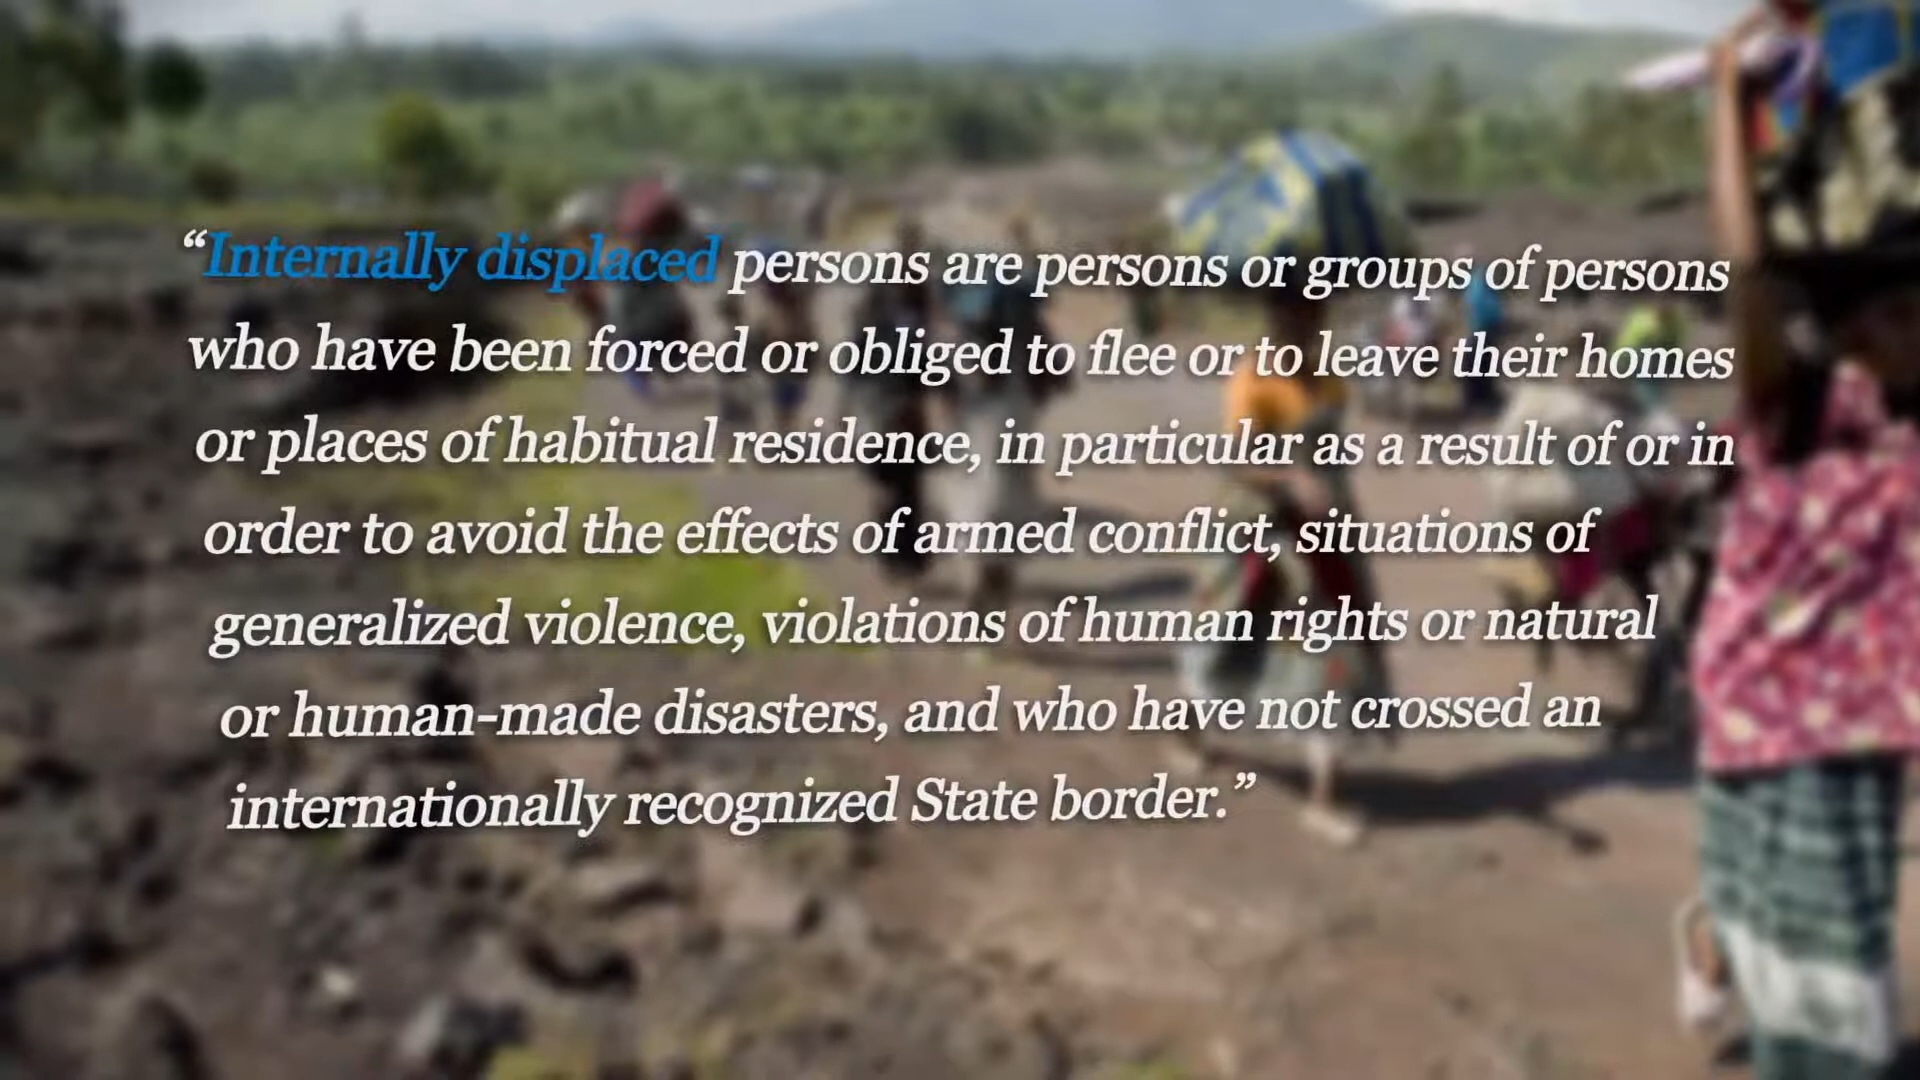 “Internally displaced persons are persons or groups of persons
who have been forced or obliged to flee or to leave their homes
or places of habitual residence, in particular as a result of or in
order to avoid the effects of armed conflict, situations of
generalized violence, violations of human rights or natural
or human-made disasters, and who have not crossed an
internationally recognized State border.”